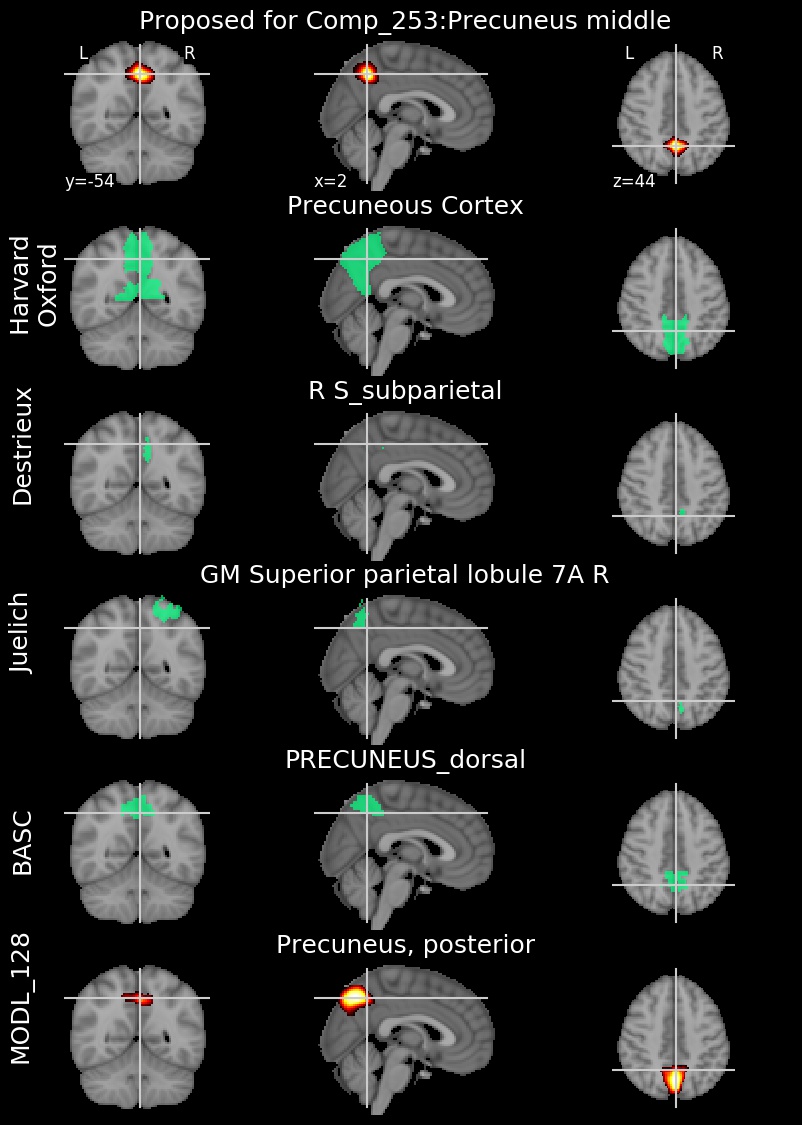 Proposed for Comp_253:Precuneus middle
L R
L R
y=-54
x=2
z=44
Precuneous Cortex
Harvard
Oxford
R S_subparietal
Destrieux
GM Superior parietal lobule 7A R
Juelich
PRECUNEUS_dorsal
BASC
Precuneus, posterior
MODL_128